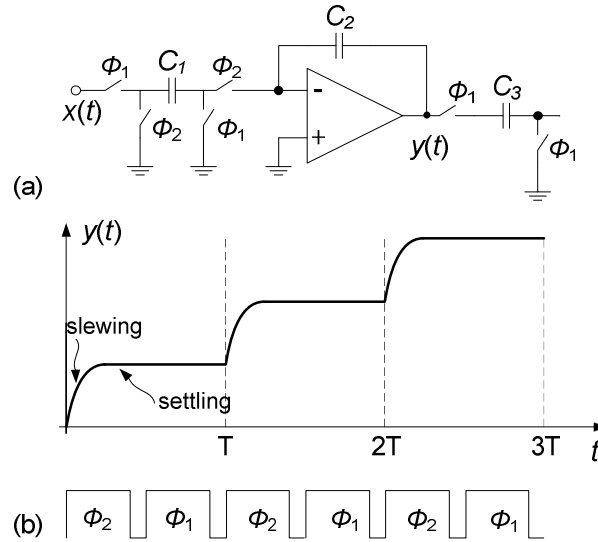 C₂
Φ₁ C₁ Φ₂
x(t) Φ₂ Φ₁ - + y(t) Φ₁ C₃ Φ₁
(a)
y(t)
slewing
settling
T 2T 3T t
(b) Φ₂ Φ₁ Φ₂ Φ₁ Φ₂ Φ₁